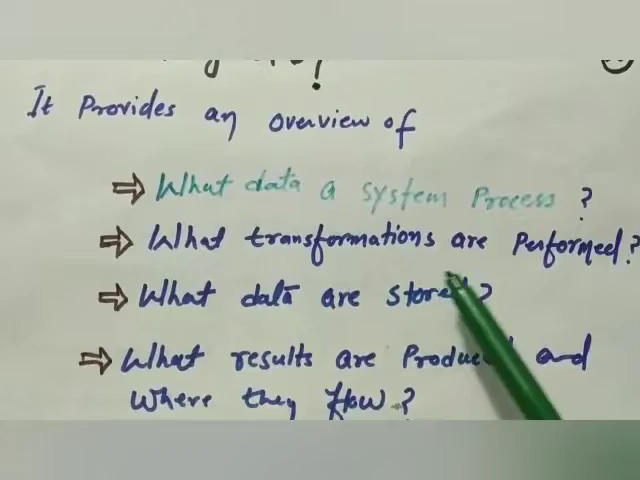 It Provides an overview of
⇒ What data a system Process ?
⇒ What transformations are Performed?
⇒ What data are stored?
⇒ What results are Produced and
Where they flow?